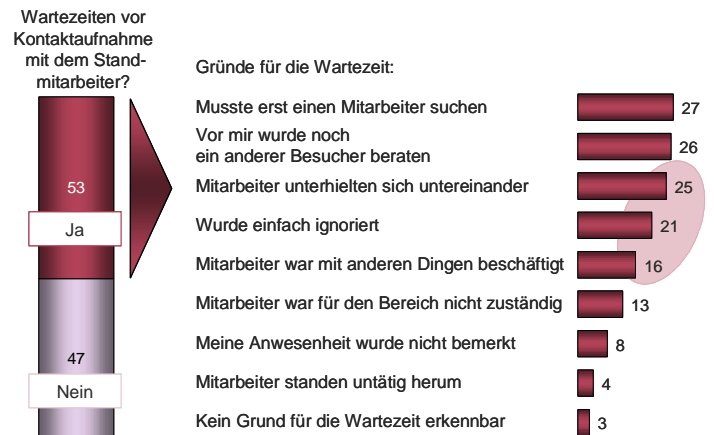 Wartezeiten vor
Kontaktaufnahme
mit dem Stand-
mitarbeiter?
53
Ja
47
Nein
Gründe für die Wartezeit:
Musste erst einen Mitarbeiter suchen 27
Vor mir wurde noch
ein anderer Besucher beraten 26
Mitarbeiter unterhielten sich untereinander 25
Wurde einfach ignoriert 21
Mitarbeiter war mit anderen Dingen beschäftigt 16
Mitarbeiter war für den Bereich nicht zuständig 13
Meine Anwesenheit wurde nicht bemerkt 8
Mitarbeiter standen untätig herum 4
Kein Grund für die Wartezeit erkennbar 3